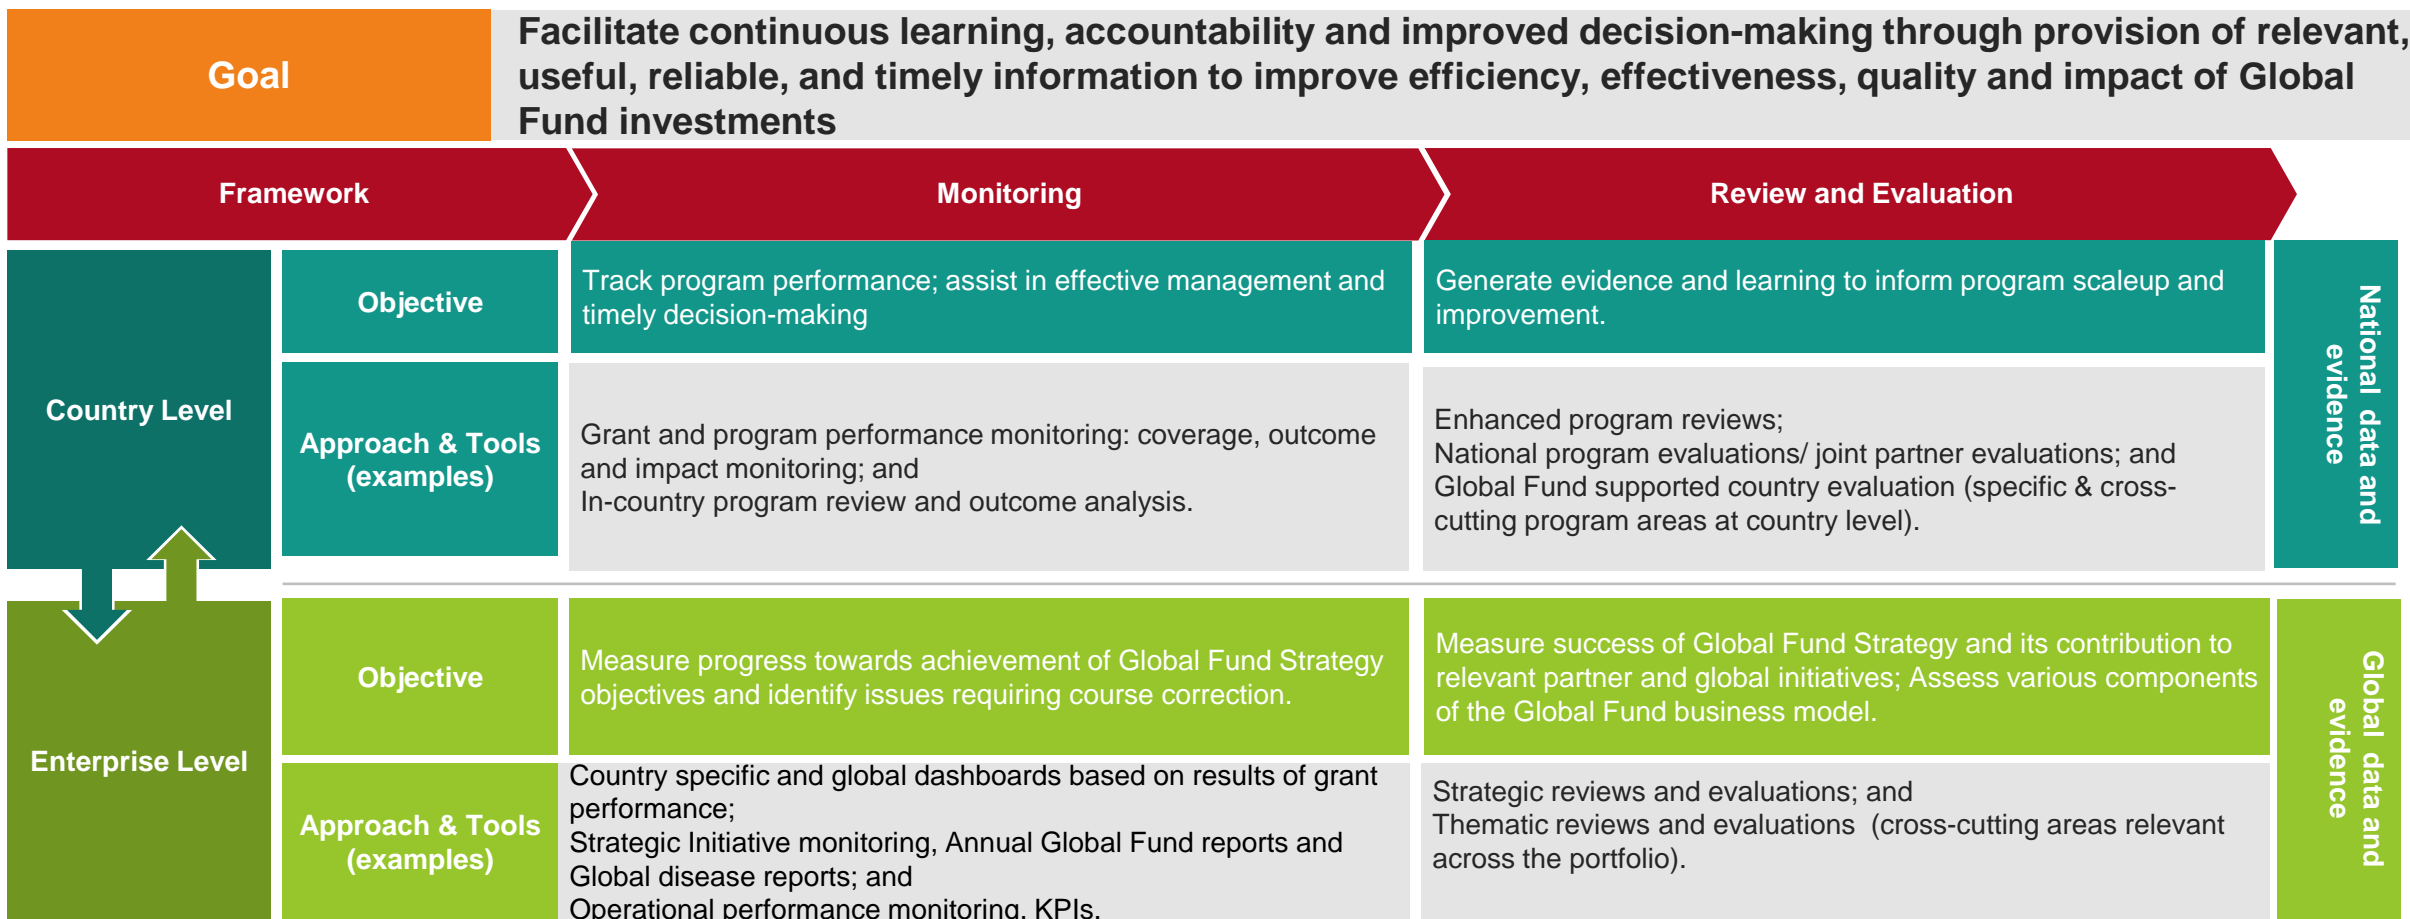 Goal
Facilitate continuous learning, accountability and improved decision-making through provision of relevant,
useful, reliable, and timely information to improve efficiency, effectiveness, quality and impact of Global
Fund investments
Framework
Monitoring
Review and Evaluation
Country Level
Objective
Track program performance; assist in effective management and
timely decision-making
Generate evidence and learning to inform program scaleup and
improvement.
National data and
evidence
Approach & Tools
(examples)
Grant and program performance monitoring: coverage, outcome
and impact monitoring; and
In-country program review and outcome analysis.
Enhanced program reviews;
National program evaluations/ joint partner evaluations; and
Global Fund supported country evaluation (specific & cross-
cutting program areas at country level).
Enterprise Level
Objective
Measure progress towards achievement of Global Fund Strategy
objectives and identify issues requiring course correction.
Measure success of Global Fund Strategy and its contribution to
relevant partner and global initiatives; Assess various components
of the Global Fund business model.
Global data and
evidence
Approach & Tools
(examples)
Country specific and global dashboards based on results of grant
performance;
Strategic Initiative monitoring, Annual Global Fund reports and
Global disease reports; and
Operational performance monitoring, KPIs.
Strategic reviews and evaluations; and
Thematic reviews and evaluations (cross-cutting areas relevant
across the portfolio).